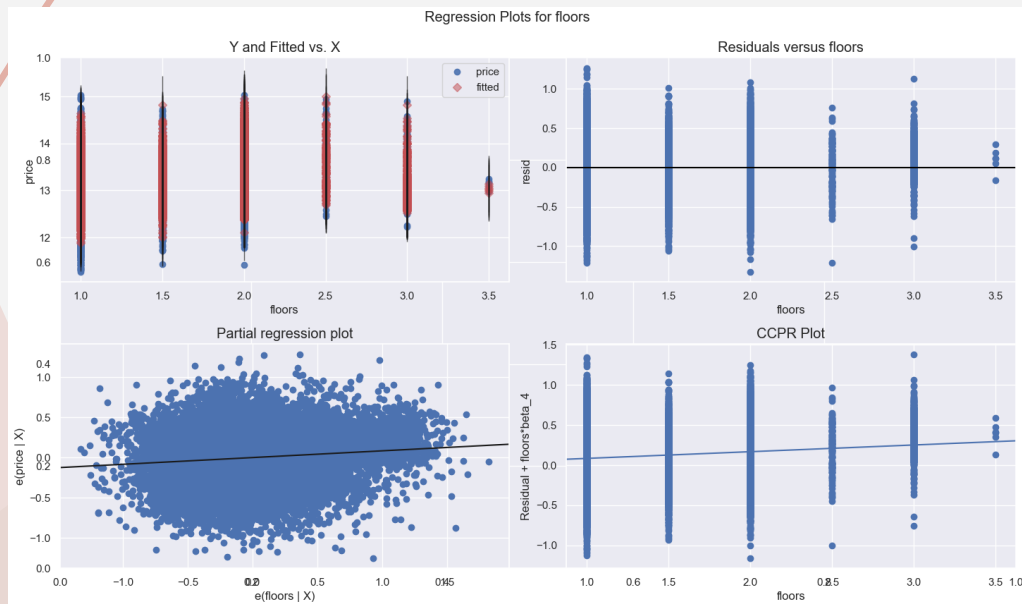 Regression Plots for floors
Y and Fitted vs. X
1.0
15
14
0.8
13
12
0.6
price
price
fitted
1.0 1.5 2.0 2.5 3.0 3.5
floors
Residuals versus floors
1.0
0.5
0.0
−0.5
−1.0
resid
1.0 1.5 2.0 2.5 3.0 3.5
floors
Partial regression plot
0.4
1.0
0.5
0.0
0.2
−0.5
−1.0
0.0
e(price | X)
0.0 −1.0 −0.5 0.0 0.5 1.0 1.5
e(floors | X)
CCPR Plot
1.5
1.0
0.5
0.0
−0.5
−1.0
Residual + floors*beta_4
1.0 0.6 1.5 2.0 2.5 3.0 3.5 1.0
floors